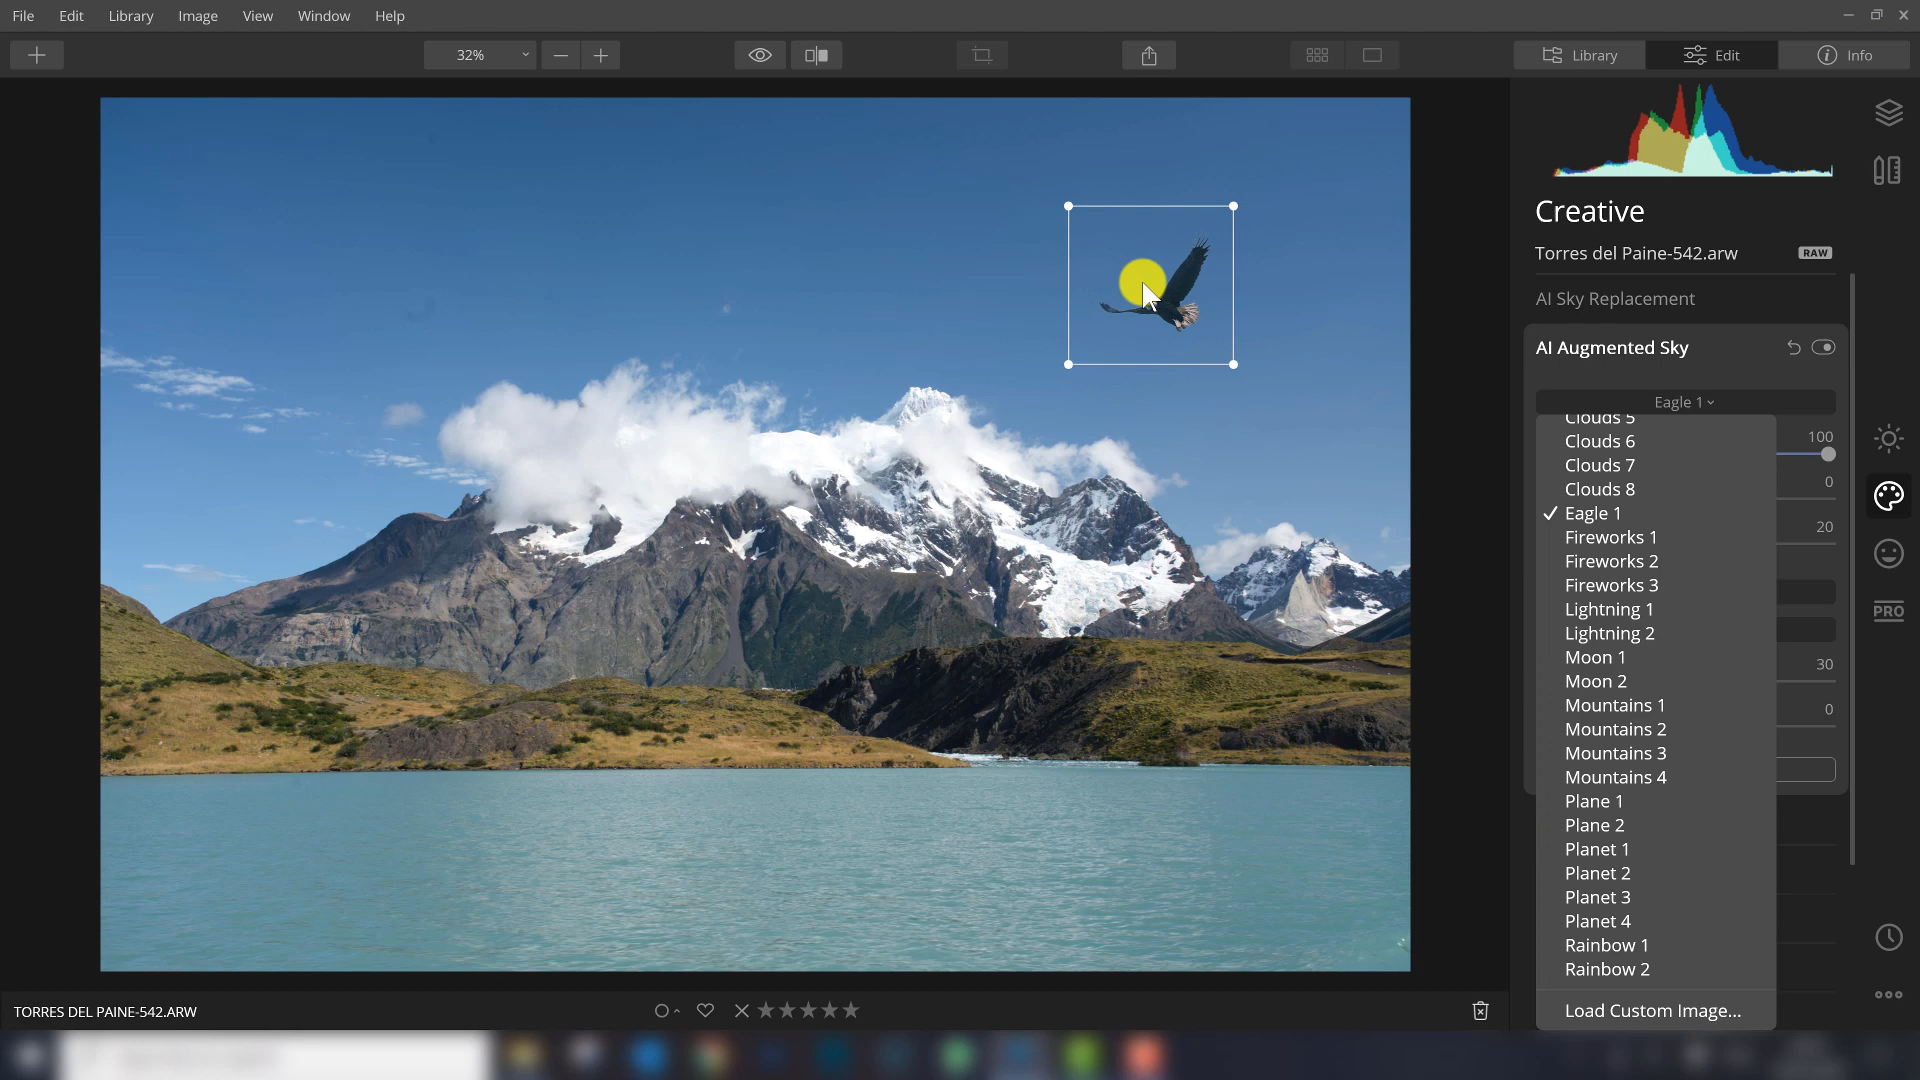 File Edit Library Image View Window Help
32% Library Edit Info
Creative
Torres del Paine-542.arw RAW
AI Sky Replacement
AI Augmented Sky
Eagle 1
Clouds 5
100
Clouds 6
Clouds 7
0
Clouds 8
Eagle 1
20
Fireworks 1
Fireworks 2
Fireworks 3
Lightning 1
PRO
Lightning 2
Moon 1
30
Moon 2
Mountains 1
0
Mountains 2
Mountains 3
Mountains 4
Plane 1
Plane 2
Planet 1
Planet 2
Planet 3
Planet 4
Rainbow 1
Rainbow 2
Load Custom Image...
TORRES DEL PAINE-542.ARW